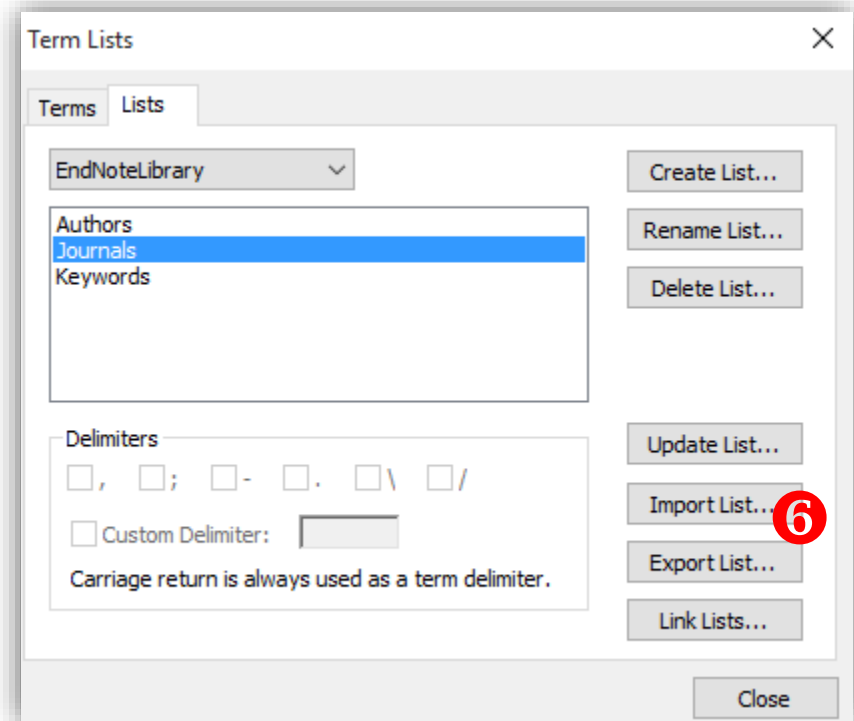 Term Lists
Terms Lists
EndNoteLibrary
Create List...
Authors
Journals
Keywords
Rename List...
Delete List...
Delimiters
, ; - . \ /
Custom Delimiter:
Carriage return is always used as a term delimiter.
Update List...
Import List...
6
Export List...
Link Lists...
Close